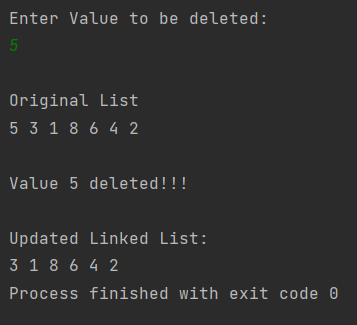 Enter Value to be deleted:
5
Original List
5 3 1 8 6 4 2
Value 5 deleted!!!
Updated Linked List:
3 1 8 6 4 2
Process finished with exit code 0